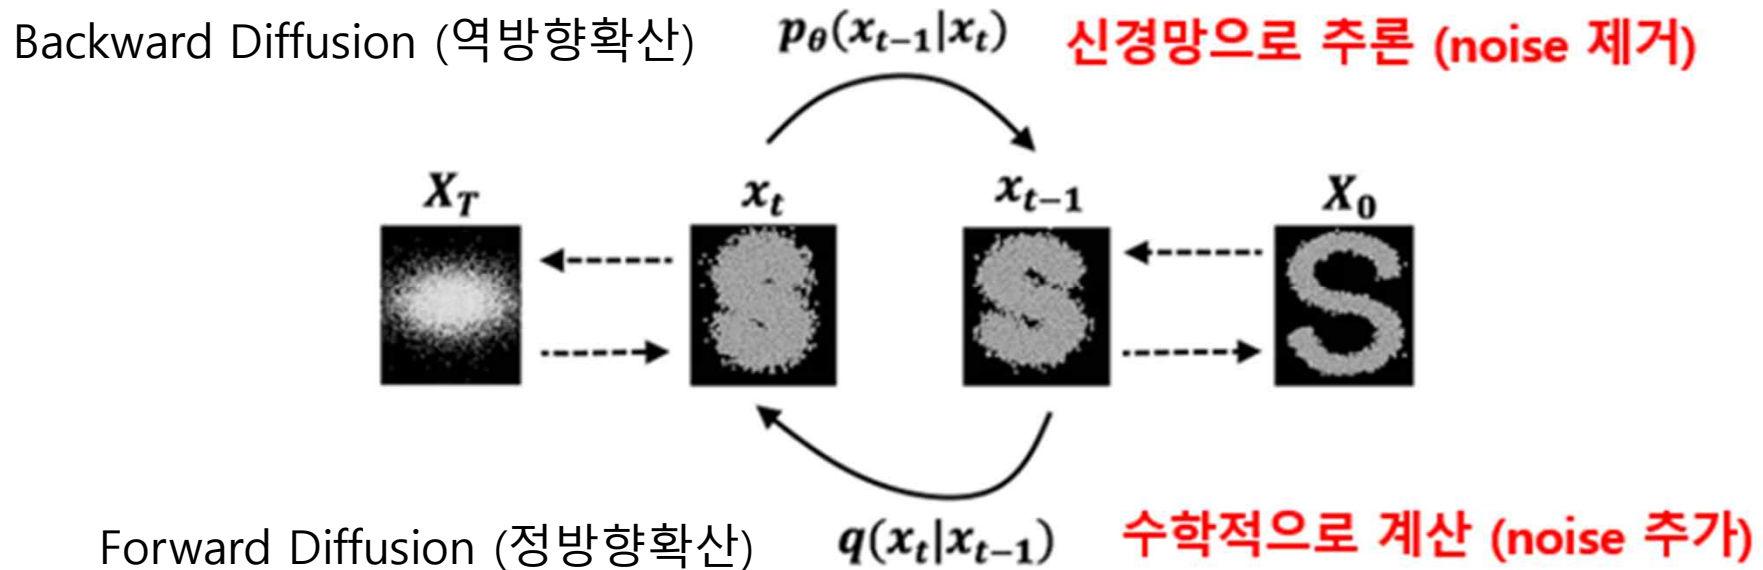 Backward Diffusion (역방향확산) pθ(xt−1|xt) 신경망으로 추론 (noise 제거)
XT xt xt−1 X0
Forward Diffusion (정방향확산) q(xt|xt−1) 수학적으로 계산 (noise 추가)